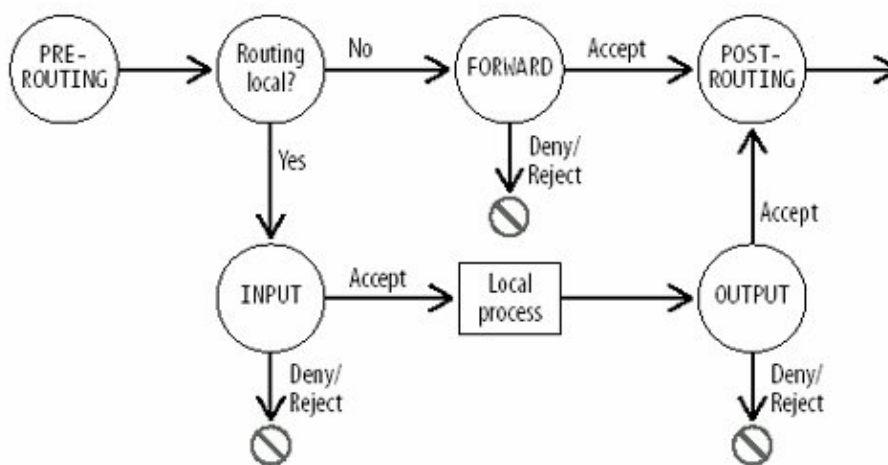 PRE-
ROUTING
Routing
local?
No
FORWARD
Accept
POST-
ROUTING
Yes
Deny/
Reject
Accept
INPUT
Accept
Local
process
OUTPUT
Deny/
Reject
Deny/
Reject